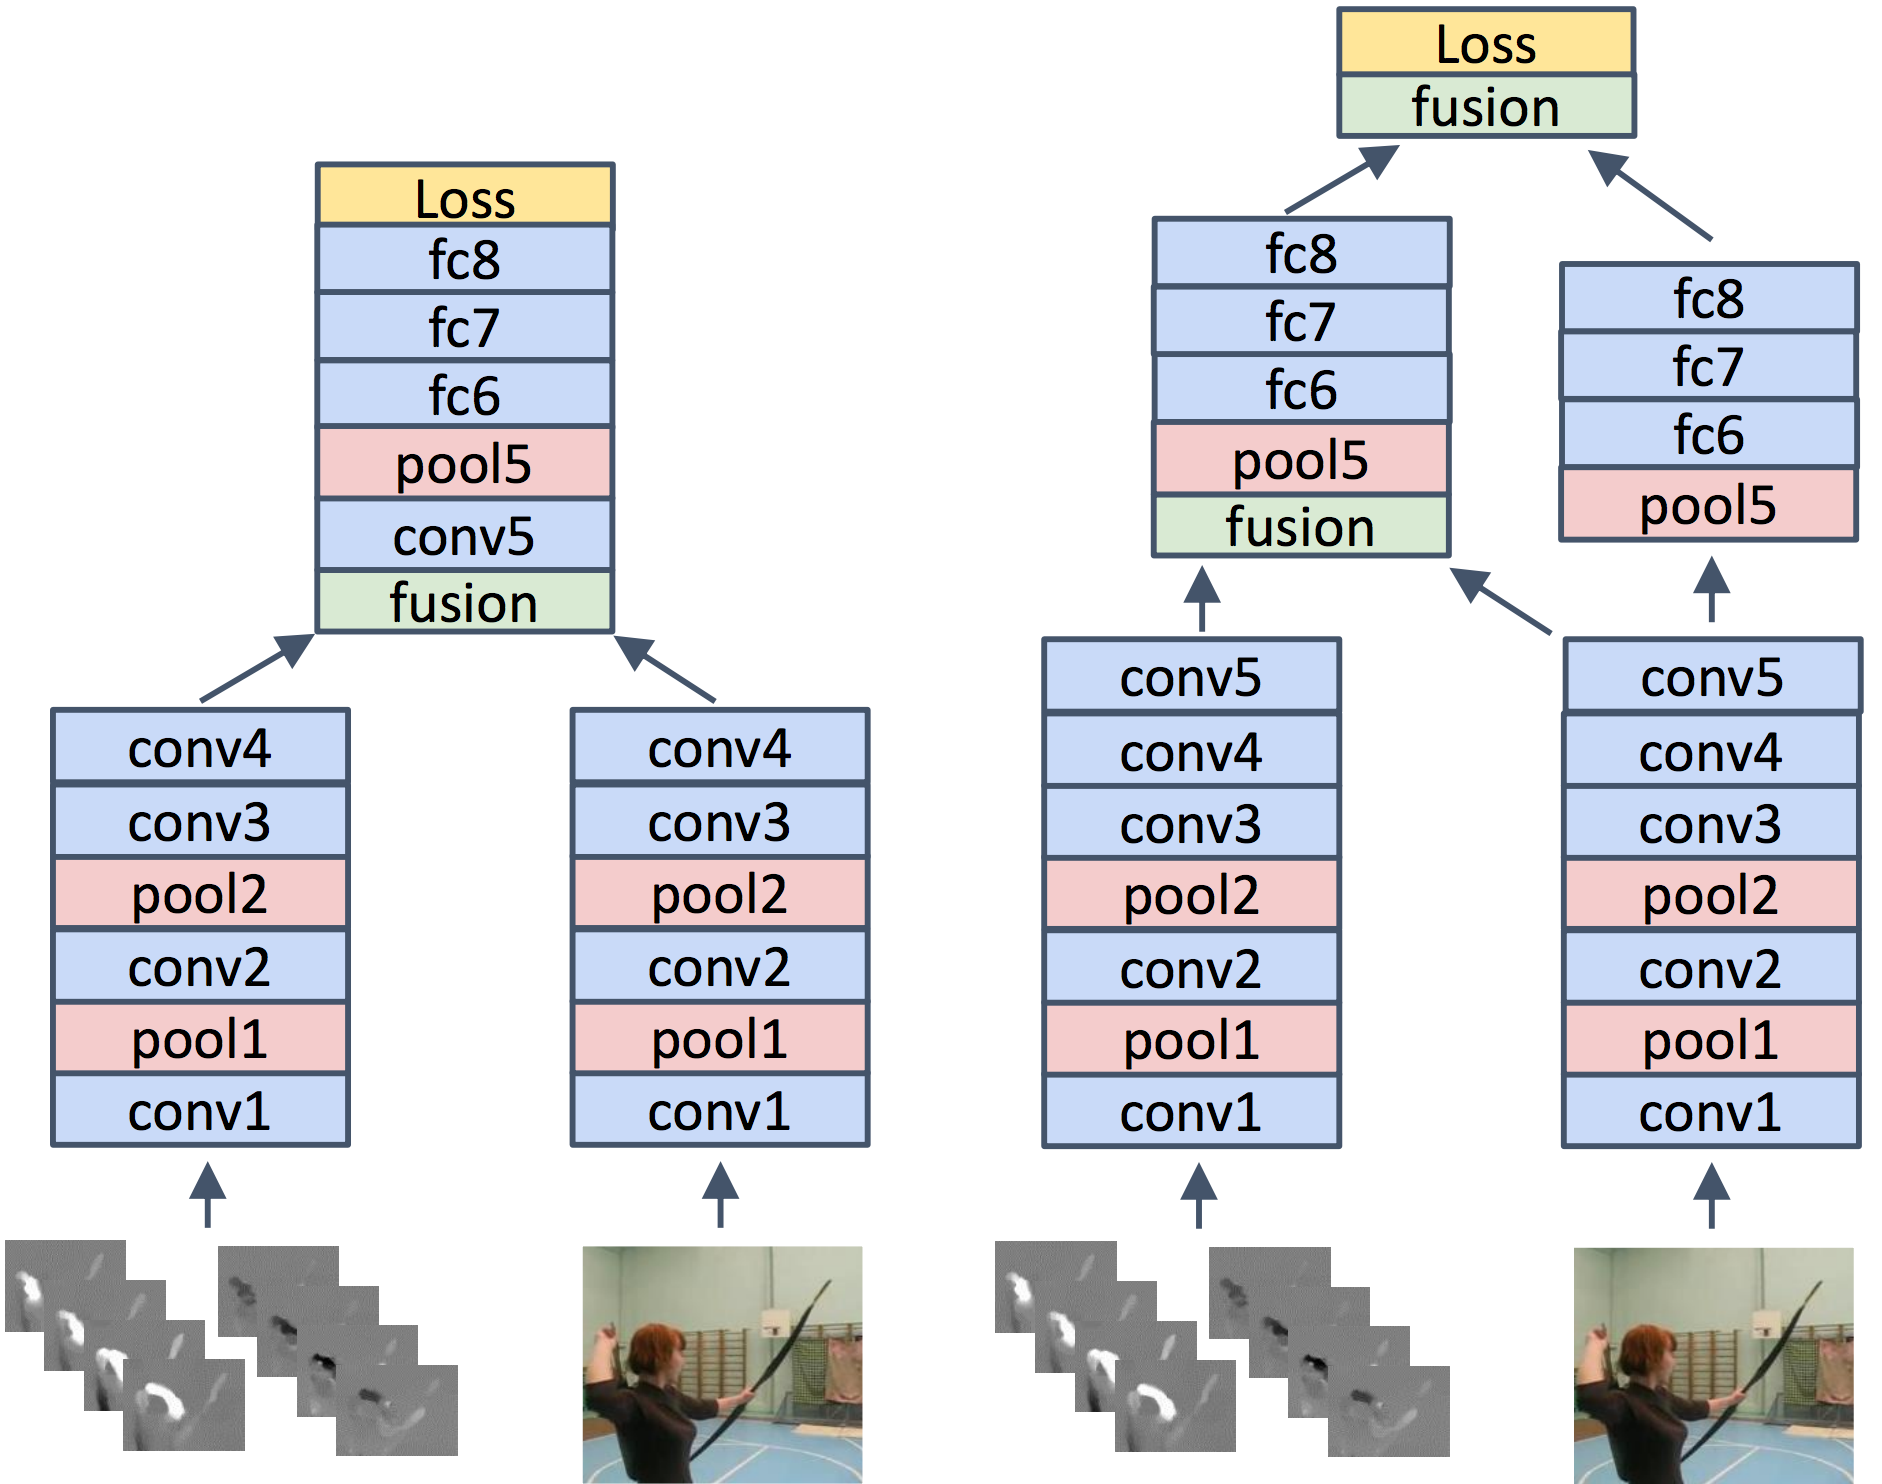 Loss
fc8
fc7
fc6
pool5
conv5
fusion
conv4
conv3
pool2
conv2
pool1
conv1
conv4
conv3
pool2
conv2
pool1
conv1
Loss
fusion
fc8
fc7
fc6
pool5
fusion
fc8
fc7
fc6
pool5
conv5
conv4
conv3
pool2
conv2
pool1
conv1
conv5
conv4
conv3
pool2
conv2
pool1
conv1